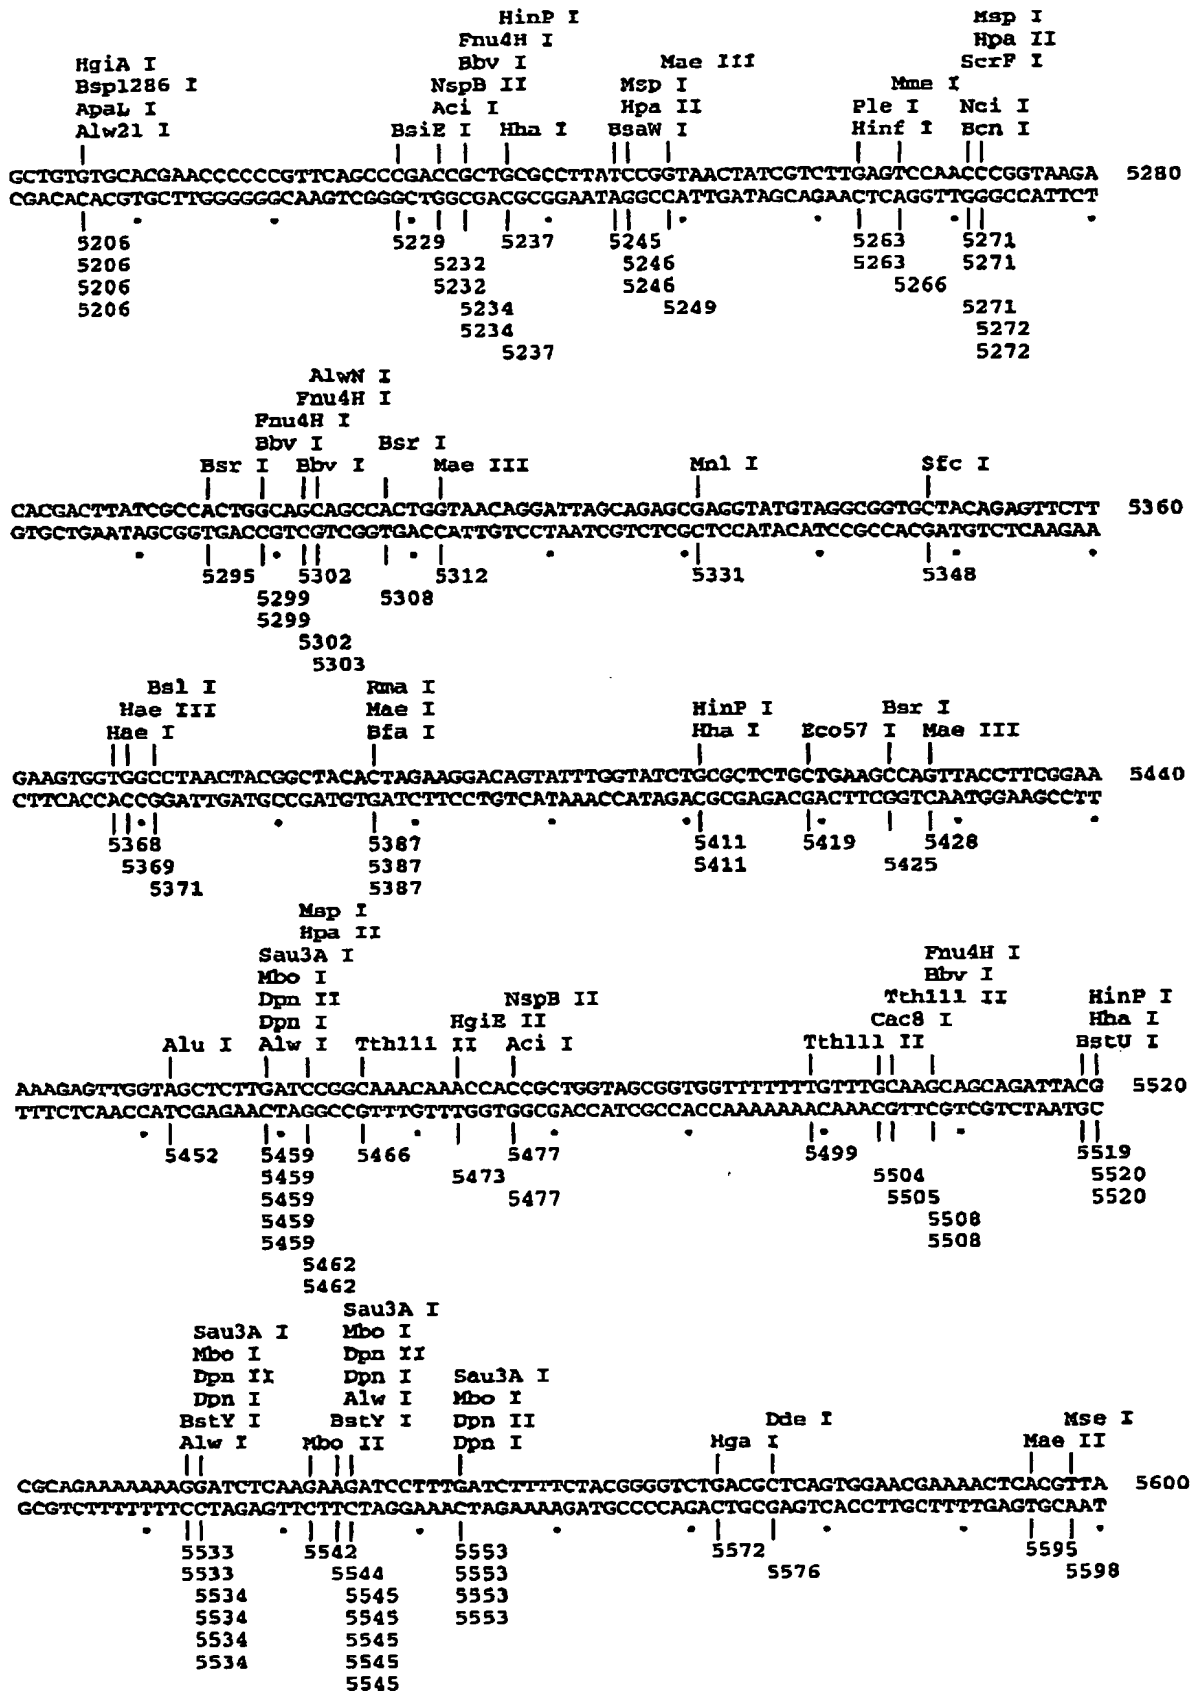 HinP I Msp I
Fnu4H I Hpa II
HgiA I Bbv I Mae III ScrF I
Bsp1286 I NspB II Msp I Mme I
ApaL I Aci I Hpa II Ple I Nci I
Alw21 I BsiE I Hha I BsaW I Hinf I Bcn I
GCTGTGTGCACGAACCCCCCGTTCAGCCCGACCGCTGCGCCTTATCCGGTAACTATCGTCTTGAGTCCAACCCGGTAAGA 5280
CGACACACGTGCTTGGGGGGCAAGTCGGGCTGGCGACGCGGAATAGGCCATTGATAGCAGAACTCAGGTTGGGCCATTCT
5206 5229 5237 5245 5263 5271
5206 5232 5246 5263 5271
5206 5232 5246 5266
5206 5234 5249 5271
5234 5272
5237 5272
AlwN I
Fnu4H I
Fnu4H I
Bbv I Bsr I
Bsr I Bbv I Mae III Mnl I Sfc I
CACGACTTATCGCCACTGGCAGCAGCCACTGGTAACAGGATTAGCAGAGCGAGGTATGTAGGCGGTGCTACAGAGTTCTT 5360
GTGCTGAATAGCGGTGACCGTCGTCGGTGACCATTGTCCTAATCGTCTCGCTCCATACATCCGCCACGATGTCTCAAGAA
5295 5302 5312 5331 5348
5299 5308
5299
5302
5303
Bsl I Rma I
Hae III Mae I HinP I Bsr I
Hae I Bfa I Hha I Eco57 I Mae III
GAAGTGGTGGCCTAACTACGGCTACACTAGAAGGACAGTATTTGGTATCTGCGCTCTGCTGAAGCCAGTTACCTTCGGAA 5440
CTTCACCACCGGATTGATGCCGATGTGATCTTCCTGTCATAAACCATAGACGCGAGACGACTTCGGTCAATGGAAGCCTT
5368 5387 5411 5419 5428
5369 5387 5411 5425
5371 5387
Msp I
Hpa II
Sau3A I Fnu4H I
Mbo I Bbv I
Dpn II NspB II Tth111 II HinP I
Dpn I HgiE II Cac8 I Hha I
Alu I Alw I Tth111 II Aci I Tth111 II BstU I
AAAGAGTTGGTAGCTCTTGATCCGGCAAACAAACCACCGCTGGTAGCGGTGGTTTTTTTGTTTGCAAGCAGCAGATTACG 5520
TTTCTCAACCATCGAGAACTAGGCCGTTTGTTTGGTGGCGACCATCGCCACCAAAAAAACAAACGTTCGTCGTCTAATGC
5452 5459 5466 5477 5499 5519
5459 5473 5504 5520
5459 5477 5505 5520
5459 5508
5459 5508
5462
5462
Sau3A I
Sau3A I Mbo I
Mbo I Dpn II
Dpn II Dpn I Sau3A I
Dpn I Alw I Mbo I
BstY I BstY I Dpn II Dde I Mse I
Alw I Mbo II Dpn I Hga I Mae II
CGCAGAAAAAAAGGATCTCAAGAAGATCCTTTGATCTTTTCTACGGGGTCTGACGCTCAGTGGAACGAAAACTCACGTTA 5600
GCGTCTTTTTTTCCTAGAGTTCTTCTAGGAAACTAGAAAAGATGCCCCAGACTGCGAGTCACCTTGCTTTTGAGTGCAAT
5533 5542 5553 5572 5595
5533 5544 5553 5576 5598
5534 5545 5553
5534 5545 5553
5534 5545
5534 5545
5545